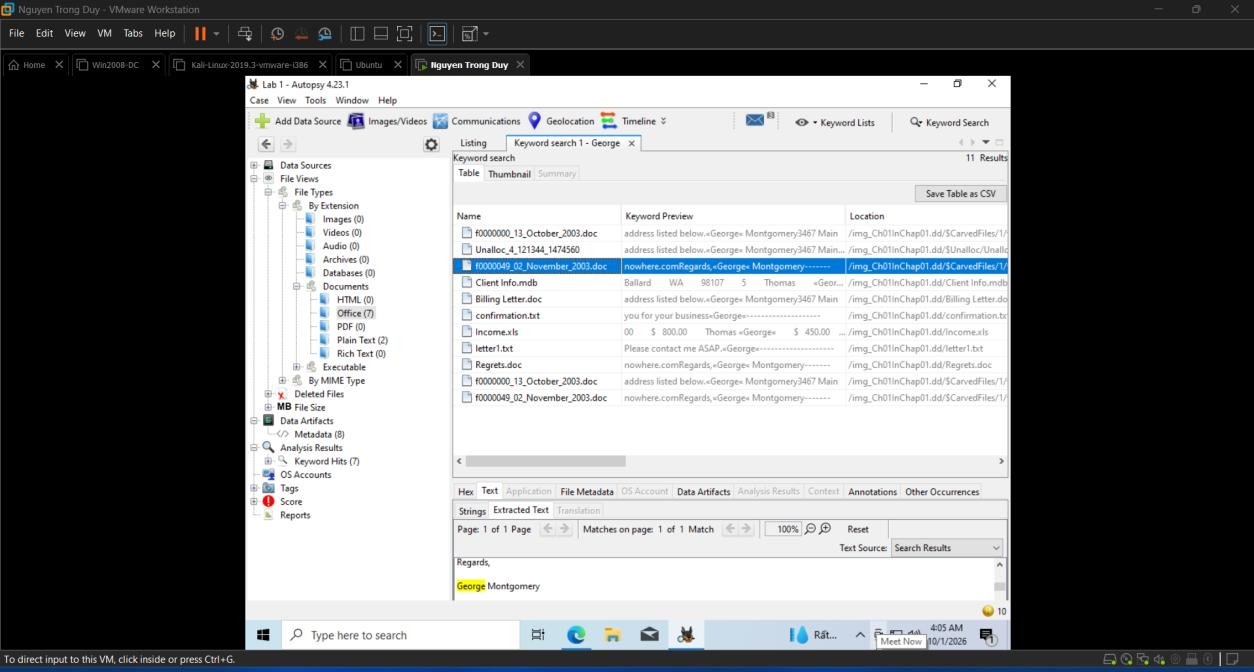 Nguyen Trong Duy - VMware Workstation
File Edit View VM Tabs Help
Home Win2008-DC Kali-Linux-2019.3-vmware-i386 Ubuntu Nguyen Trong Duy
Lab 1 - Autopsy 4.23.1
Case View Tools Window Help
Add Data Source Images/Videos Communications Geolocation Timeline Keyword Lists Keyword Search
Listing Keyword search 1 - George
Keyword search 11 Results
Table Thumbnail Summary
Save Table as CSV
Name Keyword Preview Location
f0000000_13_October_2003.doc address listed below.«George« Montgomery3467 Main /img_Ch01InChap01.dd/$CarvedFiles/1/
Unalloc_4_121344_1474560 address listed below.«George« Montgomery3467 Main... /img_Ch01InChap01.dd/$Unalloc/Unalloc
f0000049_02_November_2003.doc nowhere.comRegards,«George« Montgomery------- /img_Ch01InChap01.dd/$CarvedFiles/1/
Client Info.mdb Ballard WA 98107 5 Thomas «Geor... /img_Ch01InChap01.dd/Client Info.mdb
Billing Letter.doc address listed below.«George« Montgomery3467 Main /img_Ch01InChap01.dd/Billing Letter.do
confirmation.txt you for your business«George«-------------------- /img_Ch01InChap01.dd/confirmation.tx
Income.xls 00 $ 800.00 Thomas «George« $ 450.00 ... /img_Ch01InChap01.dd/Income.xls
letter1.txt Please contact me ASAP.«George«-------------------- /img_Ch01InChap01.dd/letter1.txt
Regrets.doc nowhere.comRegards,«George« Montgomery------- /img_Ch01InChap01.dd/Regrets.doc
f0000000_13_October_2003.doc address listed below.«George« Montgomery3467 Main /img_Ch01InChap01.dd/$CarvedFiles/1/
f0000049_02_November_2003.doc nowhere.comRegards,«George« Montgomery------- /img_Ch01InChap01.dd/$CarvedFiles/1/
Data Sources
File Views
File Types
By Extension
Images (0)
Videos (0)
Audio (0)
Archives (0)
Databases (0)
Documents
HTML (0)
Office (7)
PDF (0)
Plain Text (2)
Rich Text (0)
Executable
By MIME Type
Deleted Files
MB File Size
Data Artifacts
Metadata (8)
Analysis Results
Keyword Hits (7)
OS Accounts
Tags
Score
Reports
Hex Text Application File Metadata OS Account Data Artifacts Analysis Results Context Annotations Other Occurrences
Strings Extracted Text Translation
Page: 1 of 1 Page Matches on page: 1 of 1 Match 100% Reset
Text Source: Search Results
Regards,
George Montgomery
10
Type here to search
Rất...
4:05 AM
10/1/2026
Meet Now
1
To direct input to this VM, click inside or press Ctrl+G.